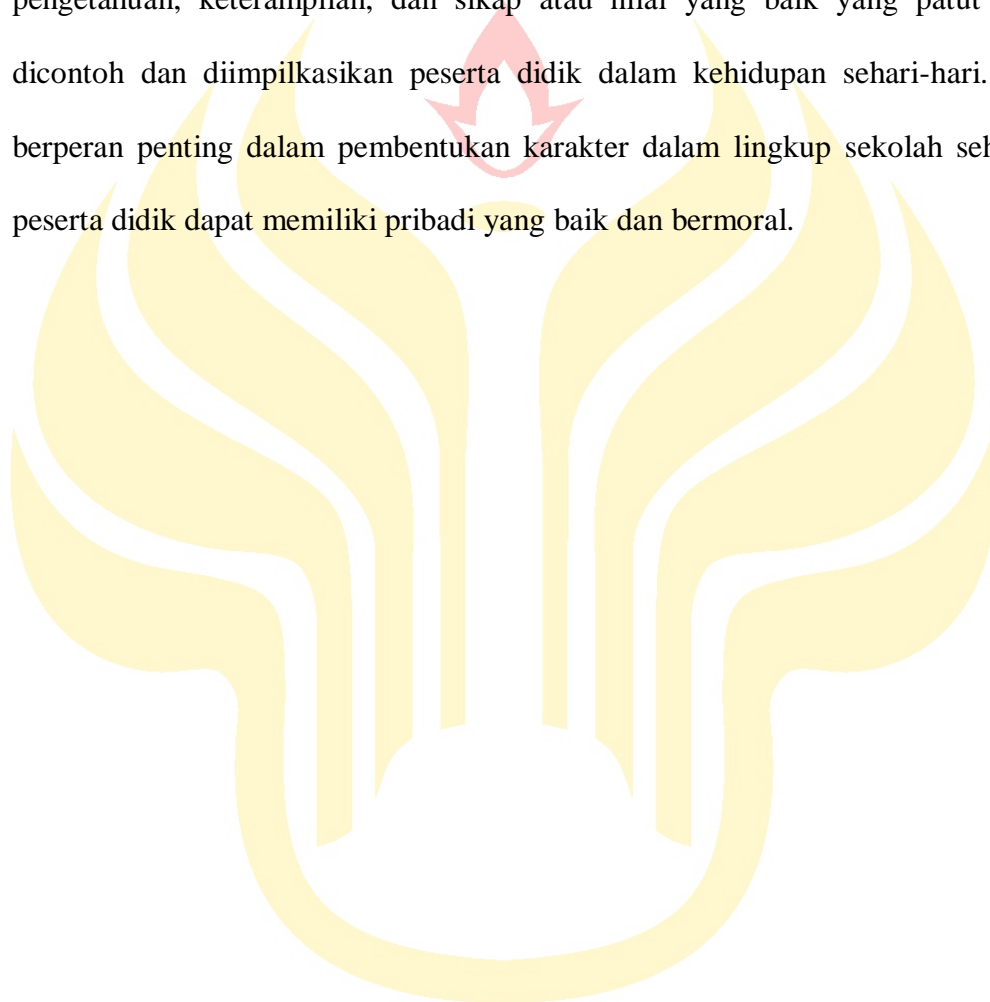 pengetahuan, keterampilan, dan sikap atau nilai yang baik yang patut
dicontoh dan diimpilkasikan peserta didik dalam kehidupan sehari-hari.
berperan penting dalam pembentukan karakter dalam lingkup sekolah
peserta didik dapat memiliki pribadi yang baik dan bermoral.